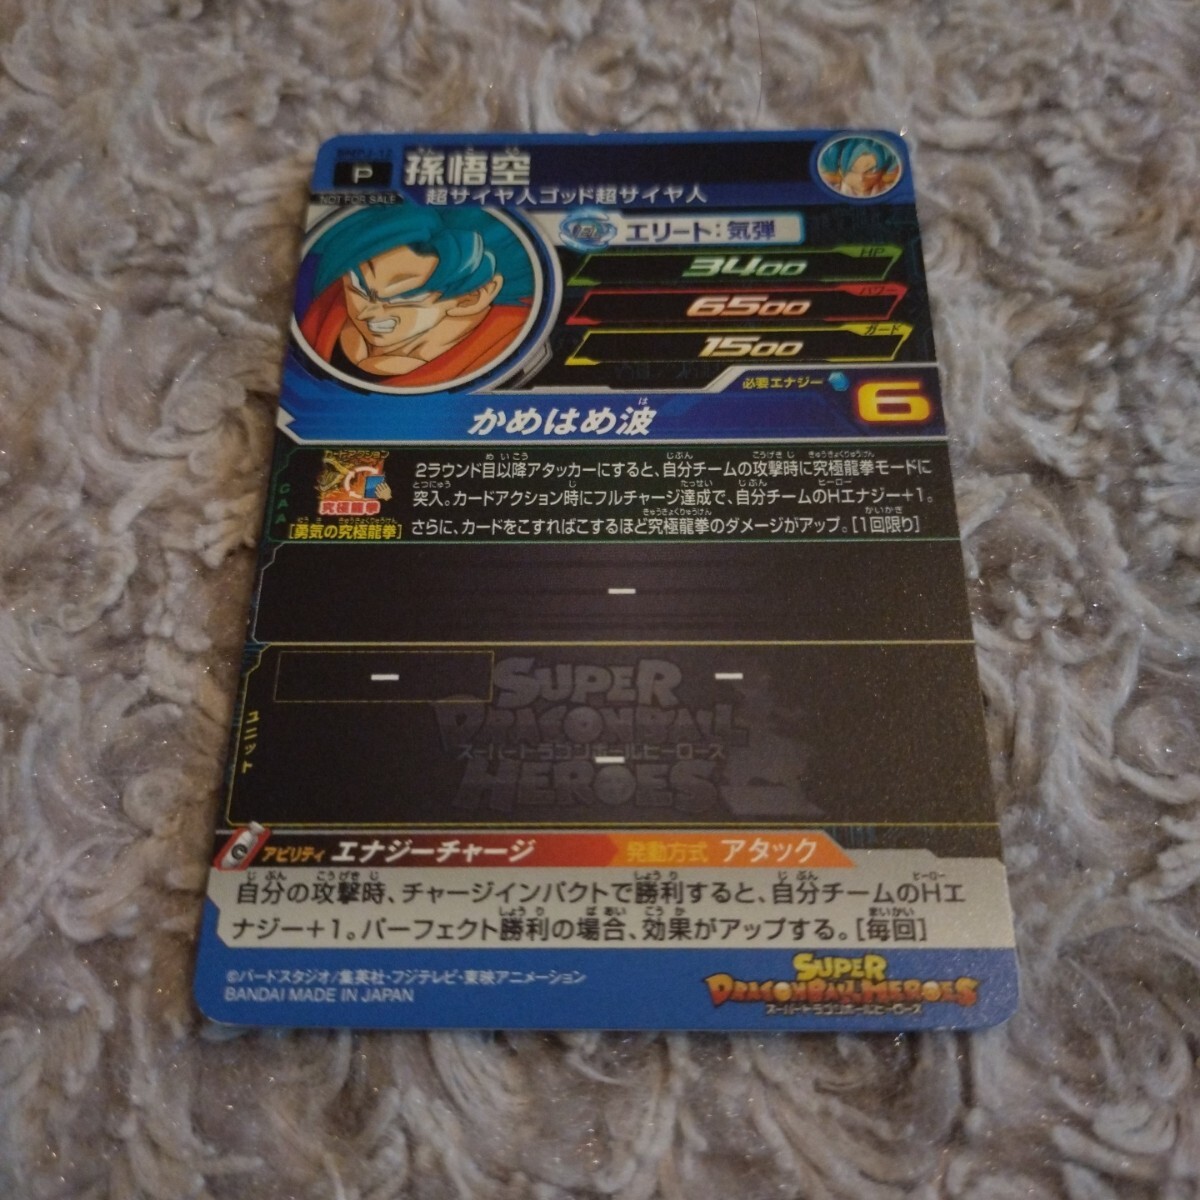 P
孫悟空
NOT FOR SALE
超サイヤ人ゴッド超サイヤ人
エリート：気弾
HP
3400
パワー
6500
ガード
1500
必要エナジー 6
かめはめ波
は
CAA
カードアクション
究極龍拳
[勇気の究極龍拳]
2ラウンド目以降アタッカーにすると、自分チームの攻撃時に究極龍拳モードに
突入。カードアクション時にフルチャージ達成で、自分チームのHエナジー+1。
さらに、カードをこすればこするほど究極龍拳のダメージがアップ。[1回限り]
ー
ユニット
ー ー
ー
SUPER
DRAGONBALL
スーパードラゴンボールヒーローズ
HEROES
アビリティ エナジーチャージ 発動方式 アタック
自分の攻撃時、チャージインパクトで勝利すると、自分チームのHエ
ナジー+1。パーフェクト勝利の場合、効果がアップする。[毎回]
©バードスタジオ/集英社・フジテレビ・東映アニメーション
BANDAI MADE IN JAPAN
SUPER
DRAGONBALL HEROES
スーパードラゴンボールヒーローズ